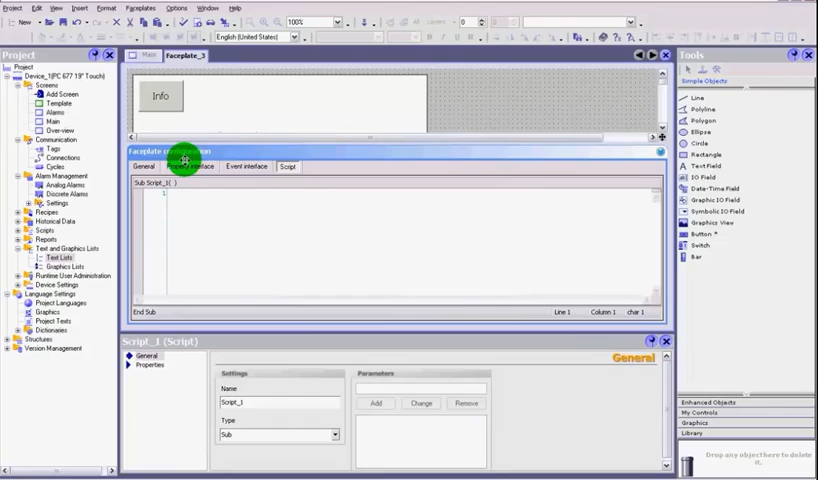 Project Edit View Insert Format Faceplates Options Window Help
New 100% Layers 0
English (United States)
Project
Project
Device_1(PC 677 19" Touch)
Screens
Add Screen
Template
Alarms
Main
Over-view
Communication
Tags
Connections
Cycles
Alarm Management
Analog Alarms
Discrete Alarms
Settings
Recipes
Historical Data
Scripts
Reports
Text and Graphics Lists
Text Lists
Graphics Lists
Runtime User Administration
Device Settings
Language Settings
Project Languages
Graphics
Project Texts
Dictionaries
Structures
Version Management
Main Faceplate_3
Info
Faceplate configuration
General Property interface Event interface Script
Sub Script_1( )
1
End Sub Line 1 Column 1 char 1
Script_1 (Script)
General
Properties
General
Settings
Name
Script_1
Type
Sub
Parameters
Add Change Remove
Tools
Simple Objects
Line
Polyline
Polygon
Ellipse
Circle
Rectangle
Text Field
IO Field
Date-Time Field
Graphic IO Field
Symbolic IO Field
Graphics View
Button
Switch
Bar
Enhanced Objects
My Controls
Graphics
Library
Drop any object here to delete
it.